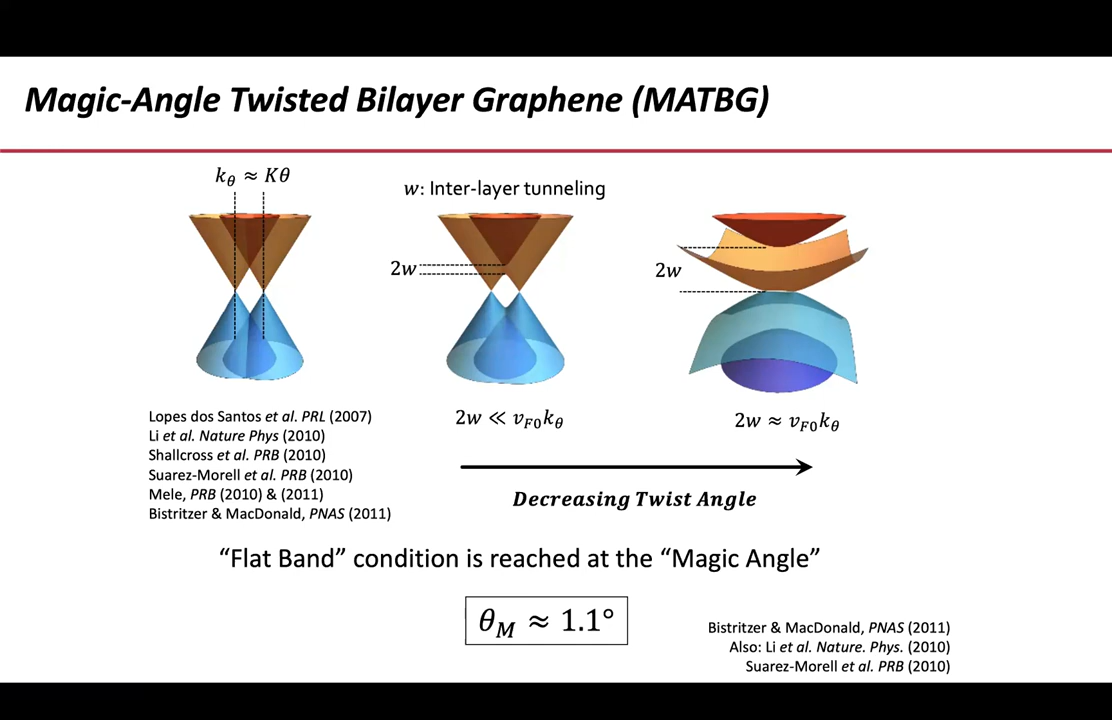 Magic-Angle Twisted Bilayer Graphene (MATBG)
k_θ ≈ Kθ
w: Inter-layer tunneling
2w
2w
2w ≪ v_F0 k_θ
2w ≈ v_F0 k_θ
Lopes dos Santos et al. PRL (2007)
Li et al. Nature Phys (2010)
Shallcross et al. PRB (2010)
Suarez-Morell et al. PRB (2010)
Mele, PRB (2010) & (2011)
Bistritzer & MacDonald, PNAS (2011)
Decreasing Twist Angle
“Flat Band” condition is reached at the “Magic Angle”
θ_M ≈ 1.1°
Bistritzer & MacDonald, PNAS (2011)
Also: Li et al. Nature. Phys. (2010)
Suarez-Morell et al. PRB (2010)